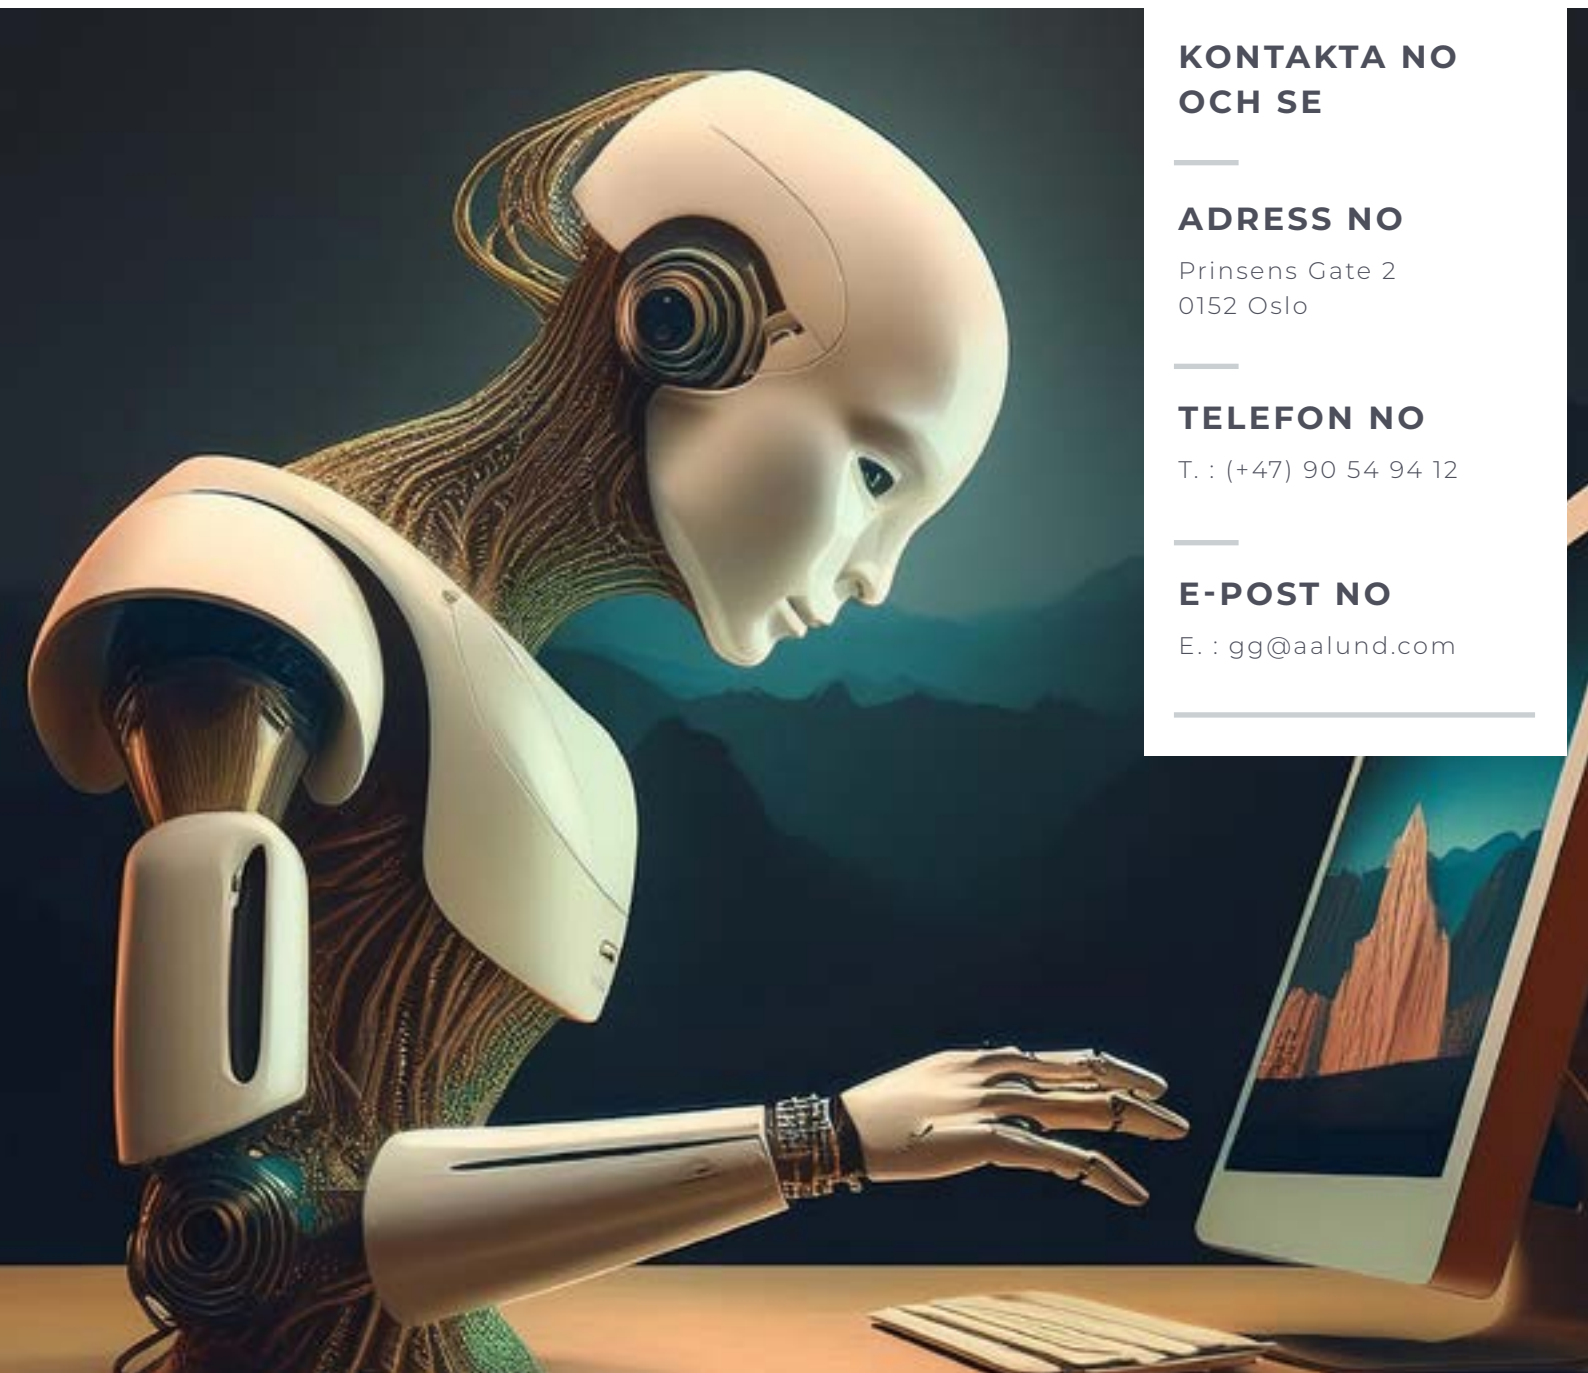 KONTAKTA NO
OCH SE
ADRESS NO
Prinsens Gate 2
0152 Oslo
TELEFON NO
T. : (+47) 90 54 94 12
E-POST NO
E. : gg@aalund.com